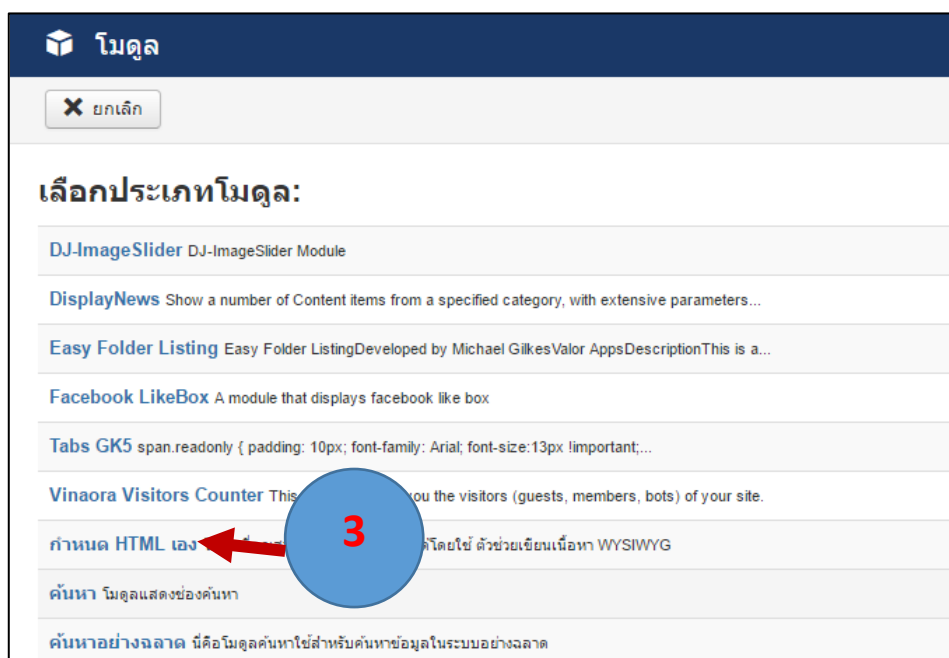 โมดูล
ยกเลิก
เลือกประเภทโมดูล:
DJ-ImageSlider DJ-ImageSlider Module
DisplayNews Show a number of Content items from a specified category, with extensive parameters...
Easy Folder Listing Easy Folder ListingDeveloped by Michael GilkesValor AppsDescriptionThis is a...
Facebook LikeBox A module that displays facebook like box
Tabs GK5 span.readonly { padding: 10px; font-family: Arial; font-size:13px !important;...
Vinaora Visitors Counter This you the visitors (guests, members, bots) of your site.
3
กำหนด HTML เอง ได้โดยใช้ ตัวช่วยเขียนเนื้อหา WYSIWYG
ค้นหา โมดูลแสดงช่องค้นหา
ค้นหาอย่างฉลาด นี่คือโมดูลค้นหาใช้สำหรับค้นหาข้อมูลในระบบอย่างฉลาด